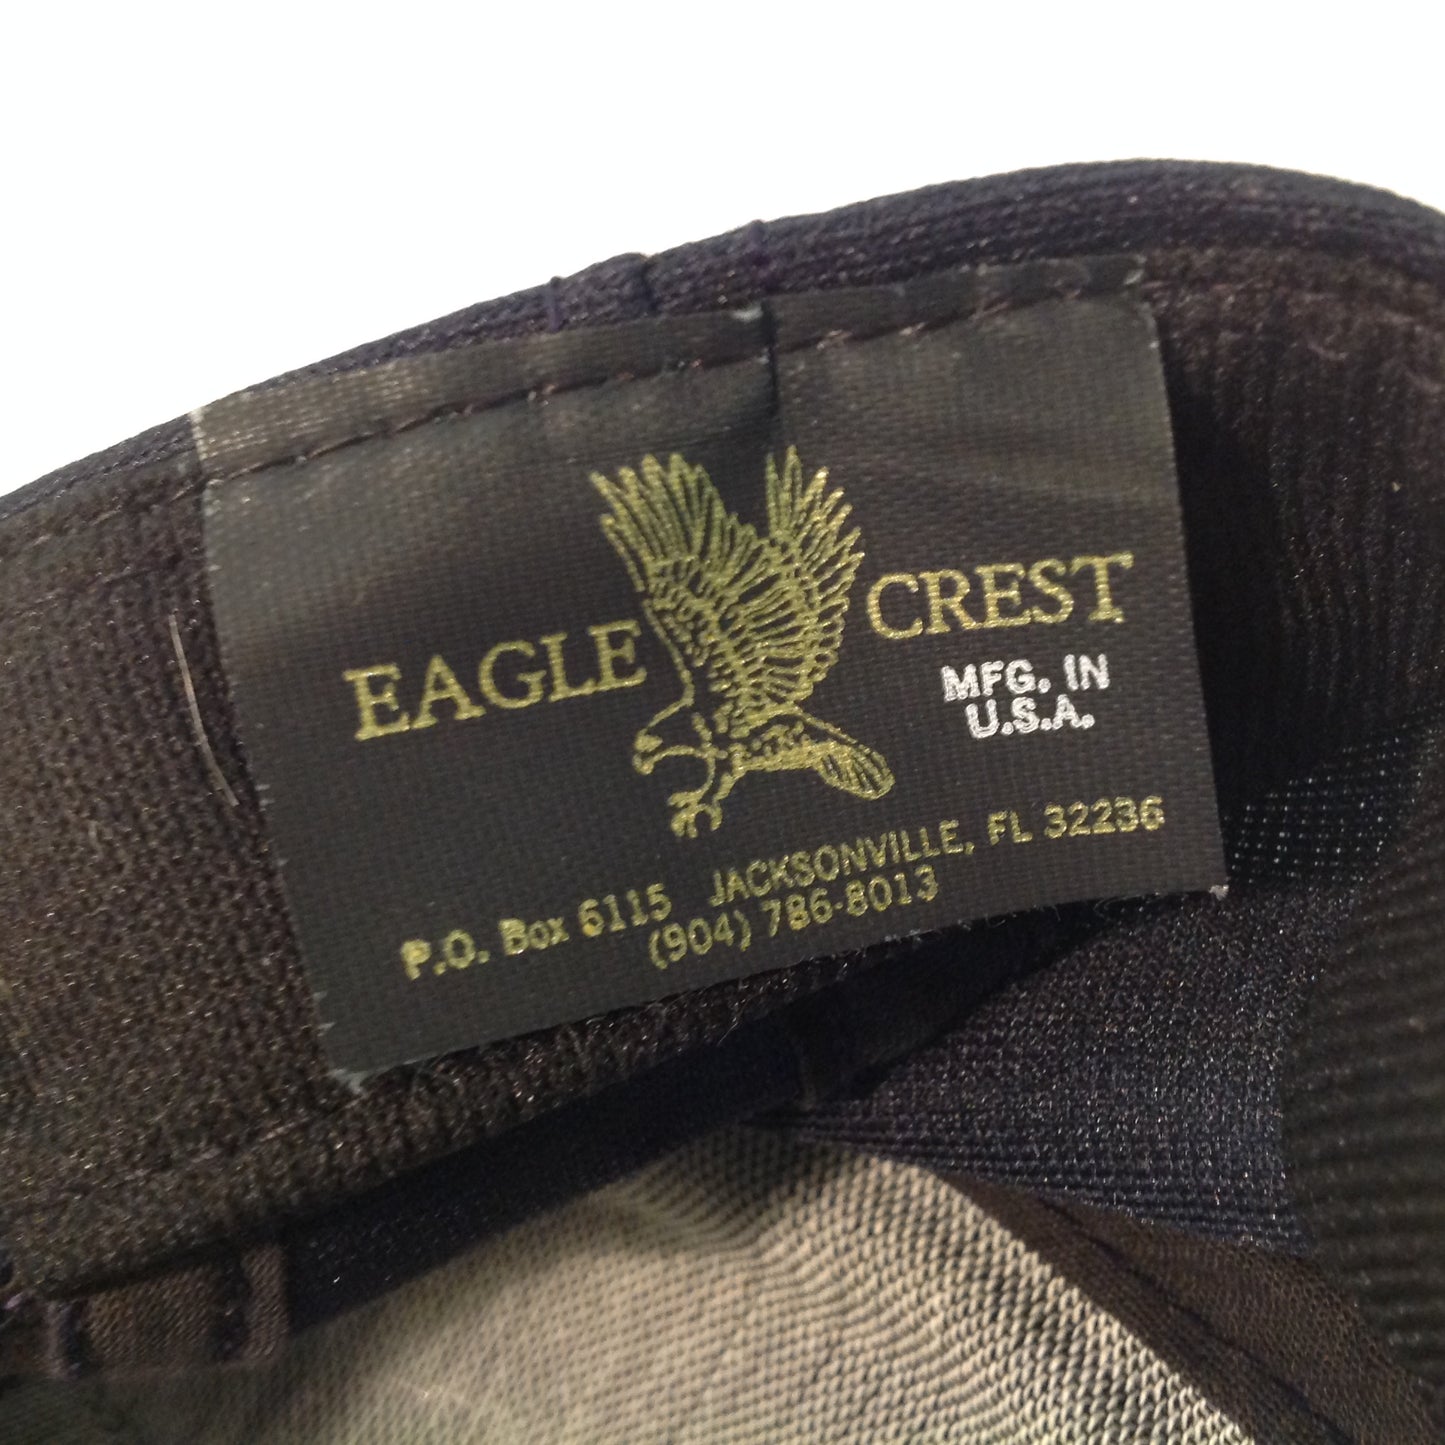 EAGLE CREST
MFG. IN
U.S.A.
P.O. Box 6115 JACKSONVILLE, FL 32236
(904) 786-8013